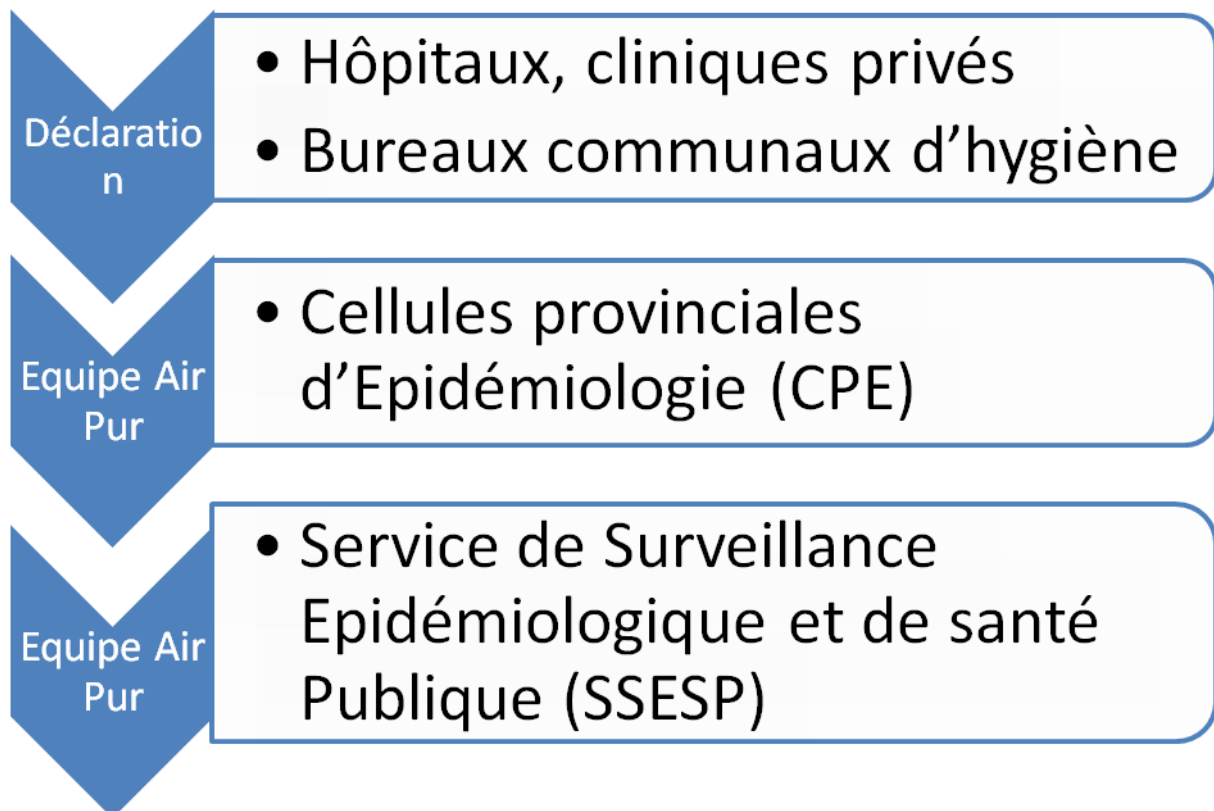 Déclaratio
n
• Hôpitaux, cliniques privés
• Bureaux communaux d’hygiène
Equipe Air
Pur
• Cellules provinciales
d’Epidémiologie (CPE)
Equipe Air
Pur
• Service de Surveillance
Epidémiologique et de santé
Publique (SSESP)